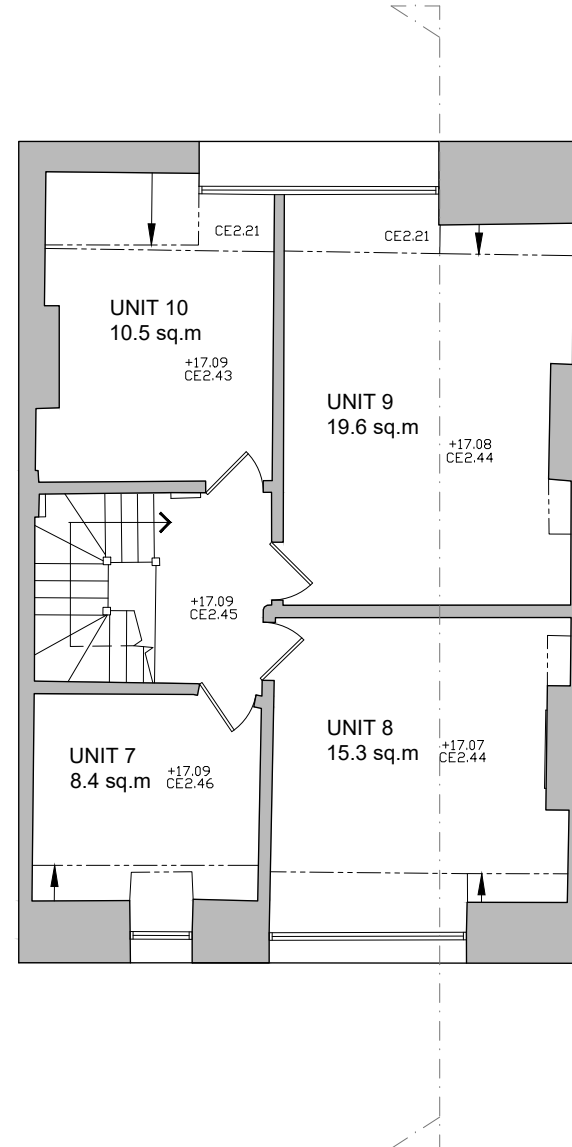 CE2.21
CE2.21
UNIT 10
10.5 sq.m
+17.09
CE2.43
UNIT 9
19.6 sq.m
+17.08
CE2.44
+17.09
CE2.45
UNIT 7
8.4 sq.m
+17.09
CE2.46
UNIT 8
15.3 sq.m
+17.07
CE2.44